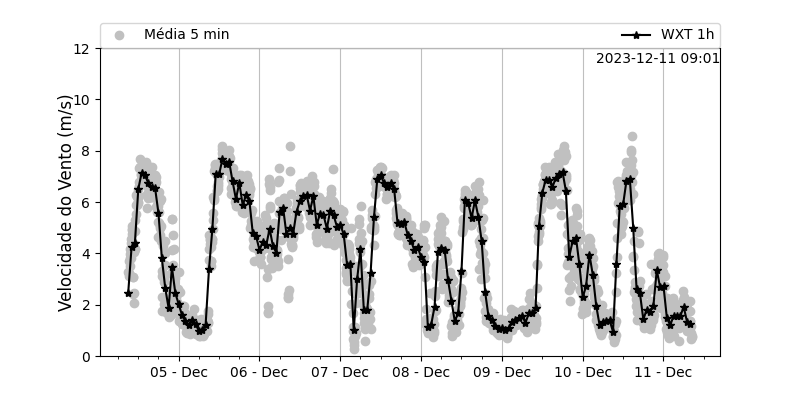 Média 5 min
WXT 1h
2023-12-11 09:01
Velocidade do Vento (m/s)
12
10
8
6
4
2
0
05 - Dec
06 - Dec
07 - Dec
08 - Dec
09 - Dec
10 - Dec
11 - Dec